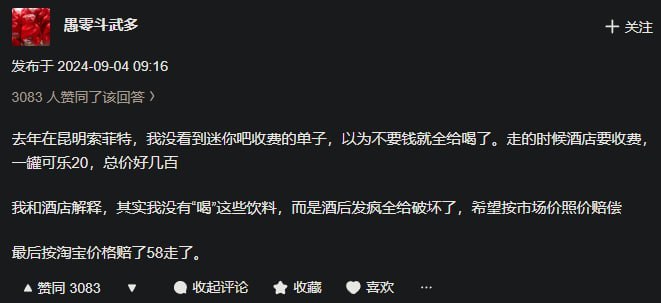 愚零斗武多
＋ 关注
发布于 2024-09-04 09:16
3083 人赞同了该回答 〉
去年在昆明索菲特，我没看到迷你吧收费的单子，以为不要钱就全给喝了。走的时候酒店要收费，
一罐可乐20，总价好几百
我和酒店解释，其实我没有“喝”这些饮料，而是酒后发疯全给破坏了，希望按市场价照价赔偿
最后按淘宝价格赔了58走了。
▲ 赞同 3083 ▼ 收起评论 收藏 喜欢 ···